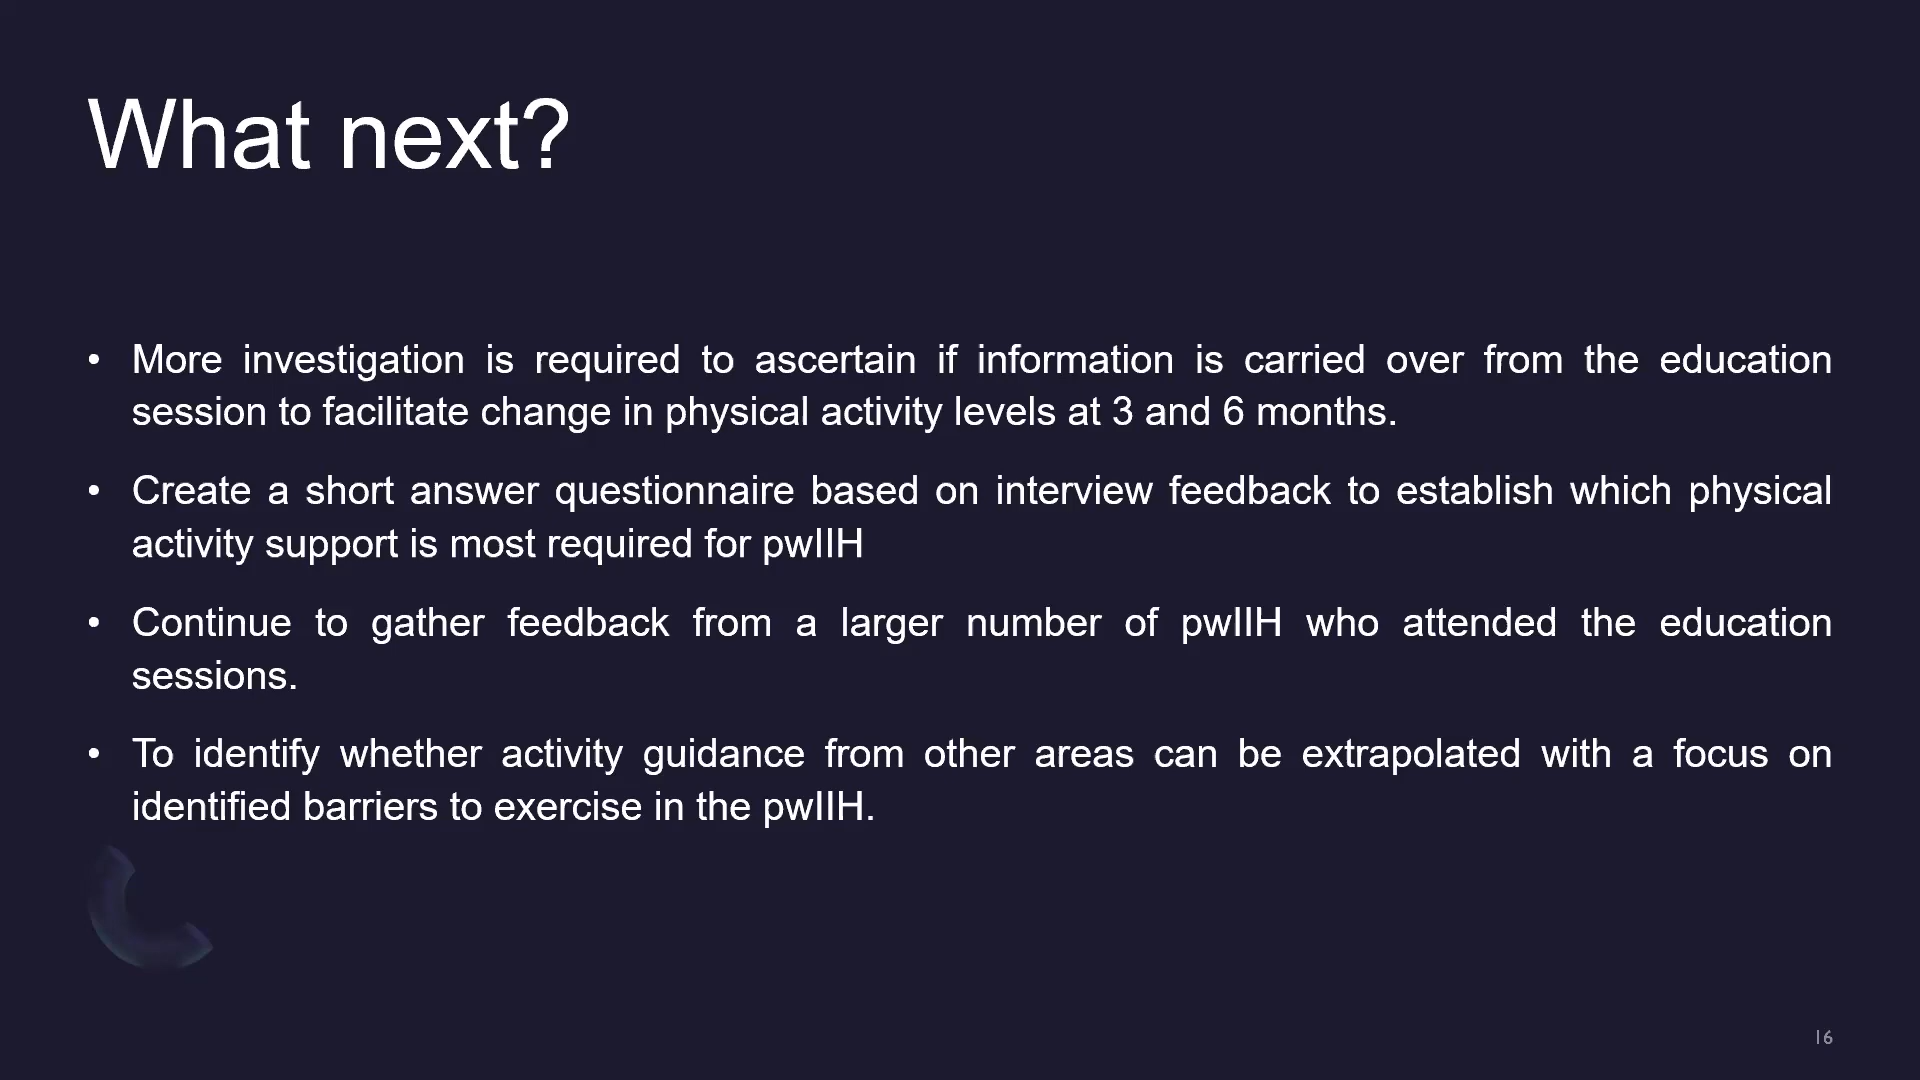 What next?
• More investigation is required to ascertain if information is carried over from the education
session to facilitate change in physical activity levels at 3 and 6 months.
• Create a short answer questionnaire based on interview feedback to establish which physical
activity support is most required for pwIIH
• Continue to gather feedback from a larger number of pwIIH who attended the education
sessions.
• To identify whether activity guidance from other areas can be extrapolated with a focus on
identified barriers to exercise in the pwIIH.
16